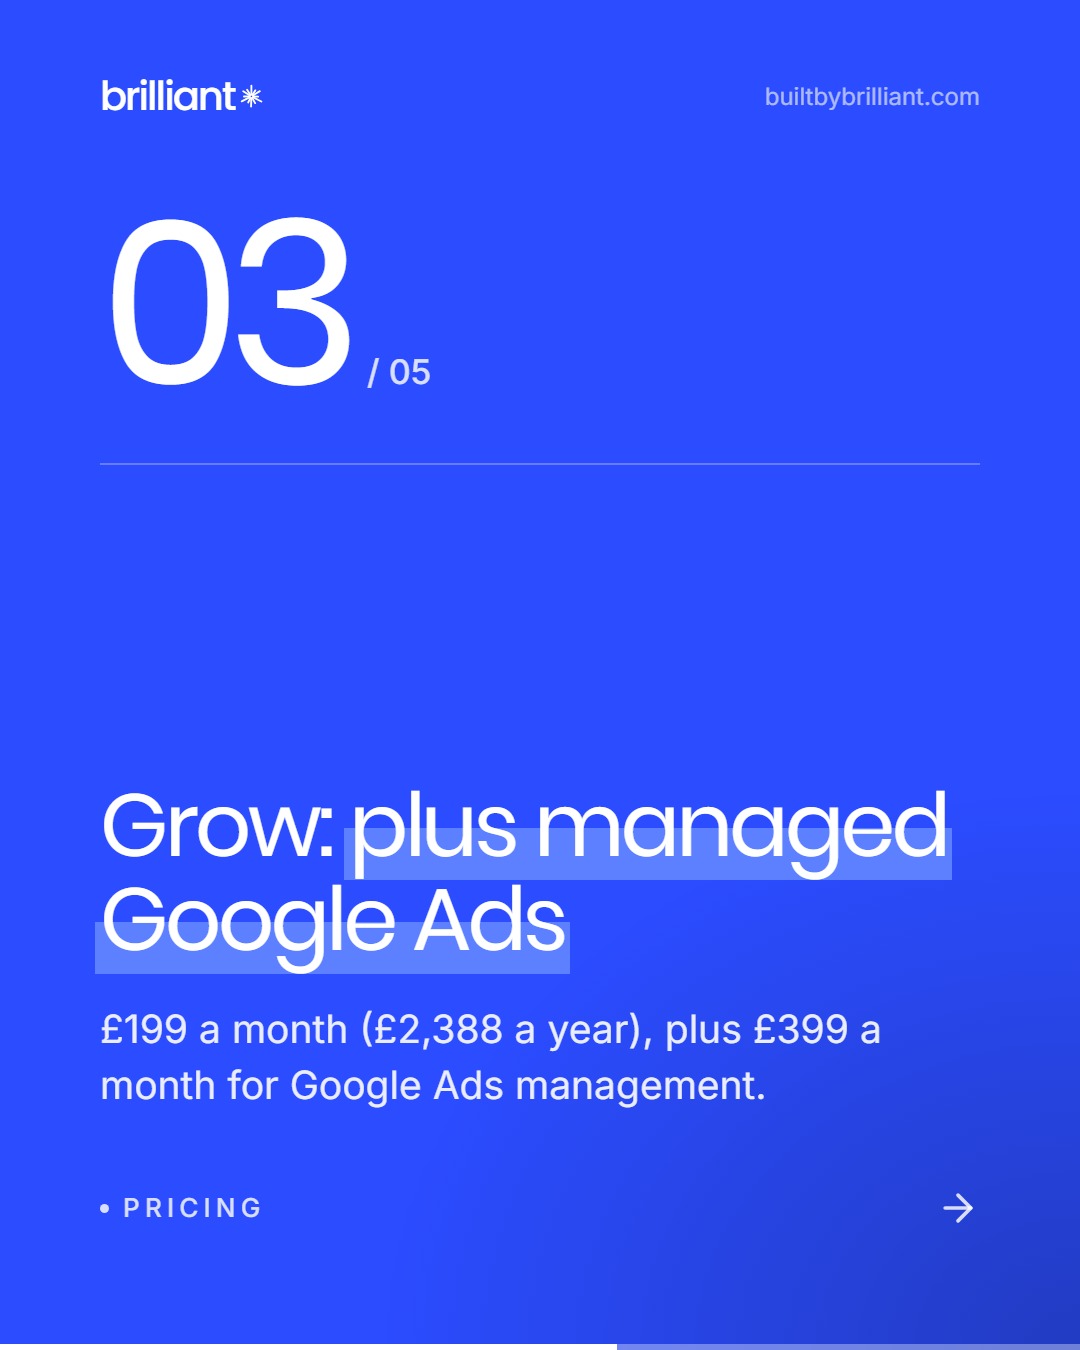 brilliant
builtbybrilliant.com
03 / 05
Grow: plus managed
Google Ads
£199 a month (£2,388 a year), plus £399 a
month for Google Ads management.
• PRICING